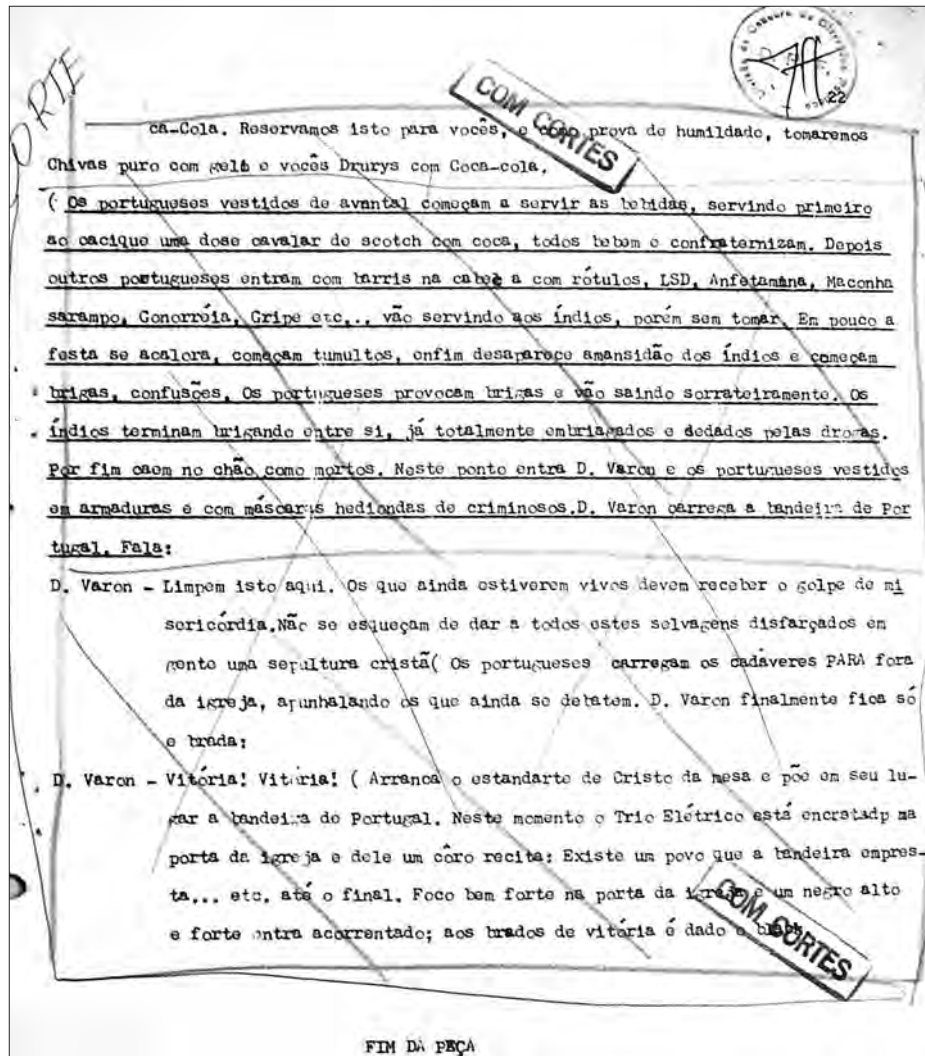 CORTE
Divisão de Censura de Diversões Públicas
22
COM CORTES
ca-Cola. Reservamos isto para vocês, e como prova de humildade, tomaremos
Chivas puro com gelo e vocês Drurys com Coca-cola.
( Os portugueses vestidos de avental começam a servir as bebidas, servindo primeiro
ao cacique uma dose cavalar de scotch com coca, todos bebem e confraternizam. Depois
outros portugueses entram com barris na cabeç a com rótulos, LSD, Anfetamina, Maconha
sarampo, Gonorréia, Gripe etc,.. vão servindo aos índios, porém sem tomar. Em pouco a
festa se acalora, começam tumultos, enfim desaparece amansidão dos índios e começam
brigas, confusões, Os portugueses provocam brigas e vão saindo sorrateiramente. Os
índios terminam brigando entre si, já totalmente embriagados e dedados pelas drogas.
Por fim caem no chão como mortos. Neste ponto entra D. Varon e os portugueses vestidos
em armaduras e com máscaras hediondas de criminosos.D. Varon carrega a bandeira de Por
tugal. Fala:
D. Varon - Limpem isto aqui. Os que ainda estiverem vivos devem receber o golpe de mi
sericórdia.Não se esqueçam de dar a todos estes selvagens disfarçados em
gente uma sepultura cristã( Os portugueses carregam os cadáveres PARA fora
da igreja, apunhalando os que ainda se debatem. D. Varon finalmente fica só
e brada:
D. Varon - Vitória! Vitória! ( Arranca o estandarte de Cristo da mesa e põe em seu lu-
gar a bandeira de Portugal. Neste momento o Trio Elétrico está encostadp na
porta da igreja e dele um côro recita: Existe um povo que a bandeira empres-
ta... etc. até o final. Foco bem forte na porta da igreja e um negro alto
e forte entra acorrentado; aos brados de vitória é dado o
COM CORTES
FIM DA PEÇA